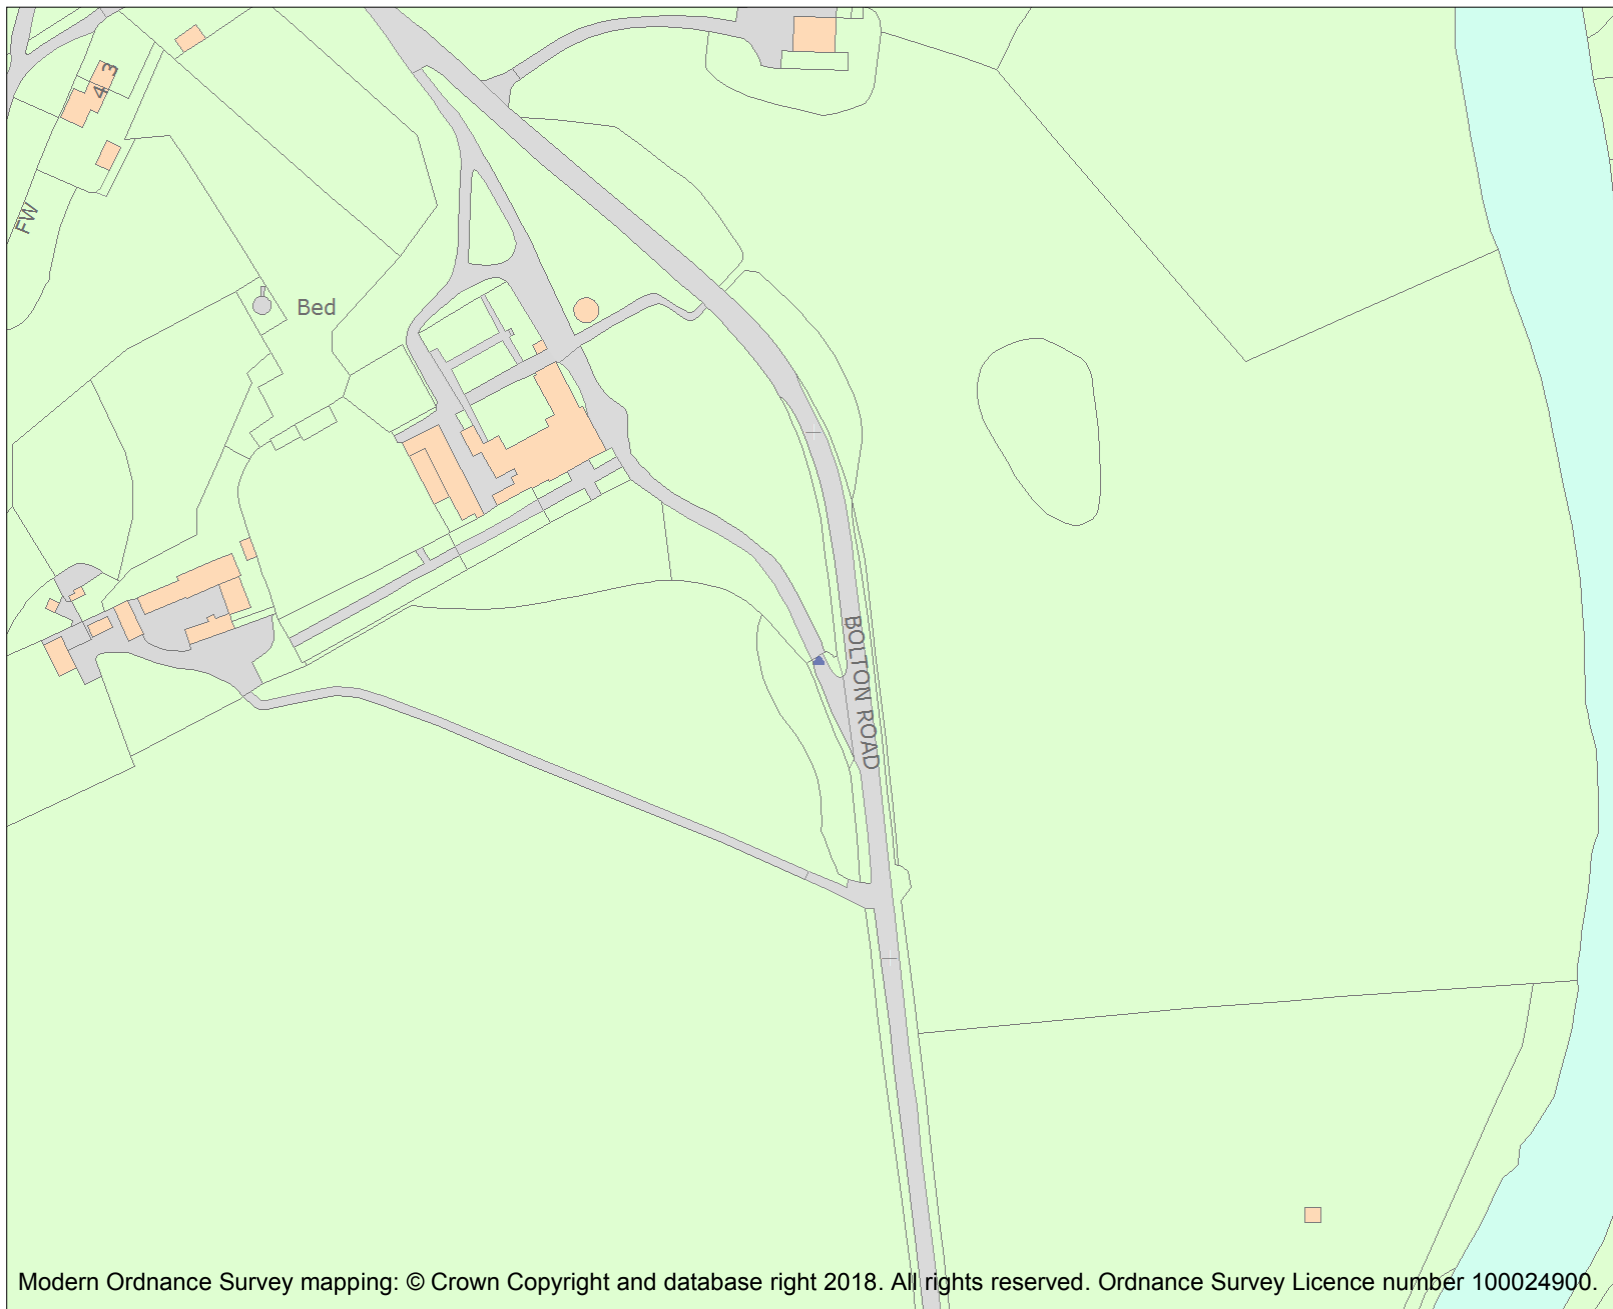 3
4
FW
Bed
BOLTON ROAD
Modern Ordnance Survey mapping: © Crown Copyright and database right 2018. All rights reserved. Ordnance Survey Licence number 100024900.